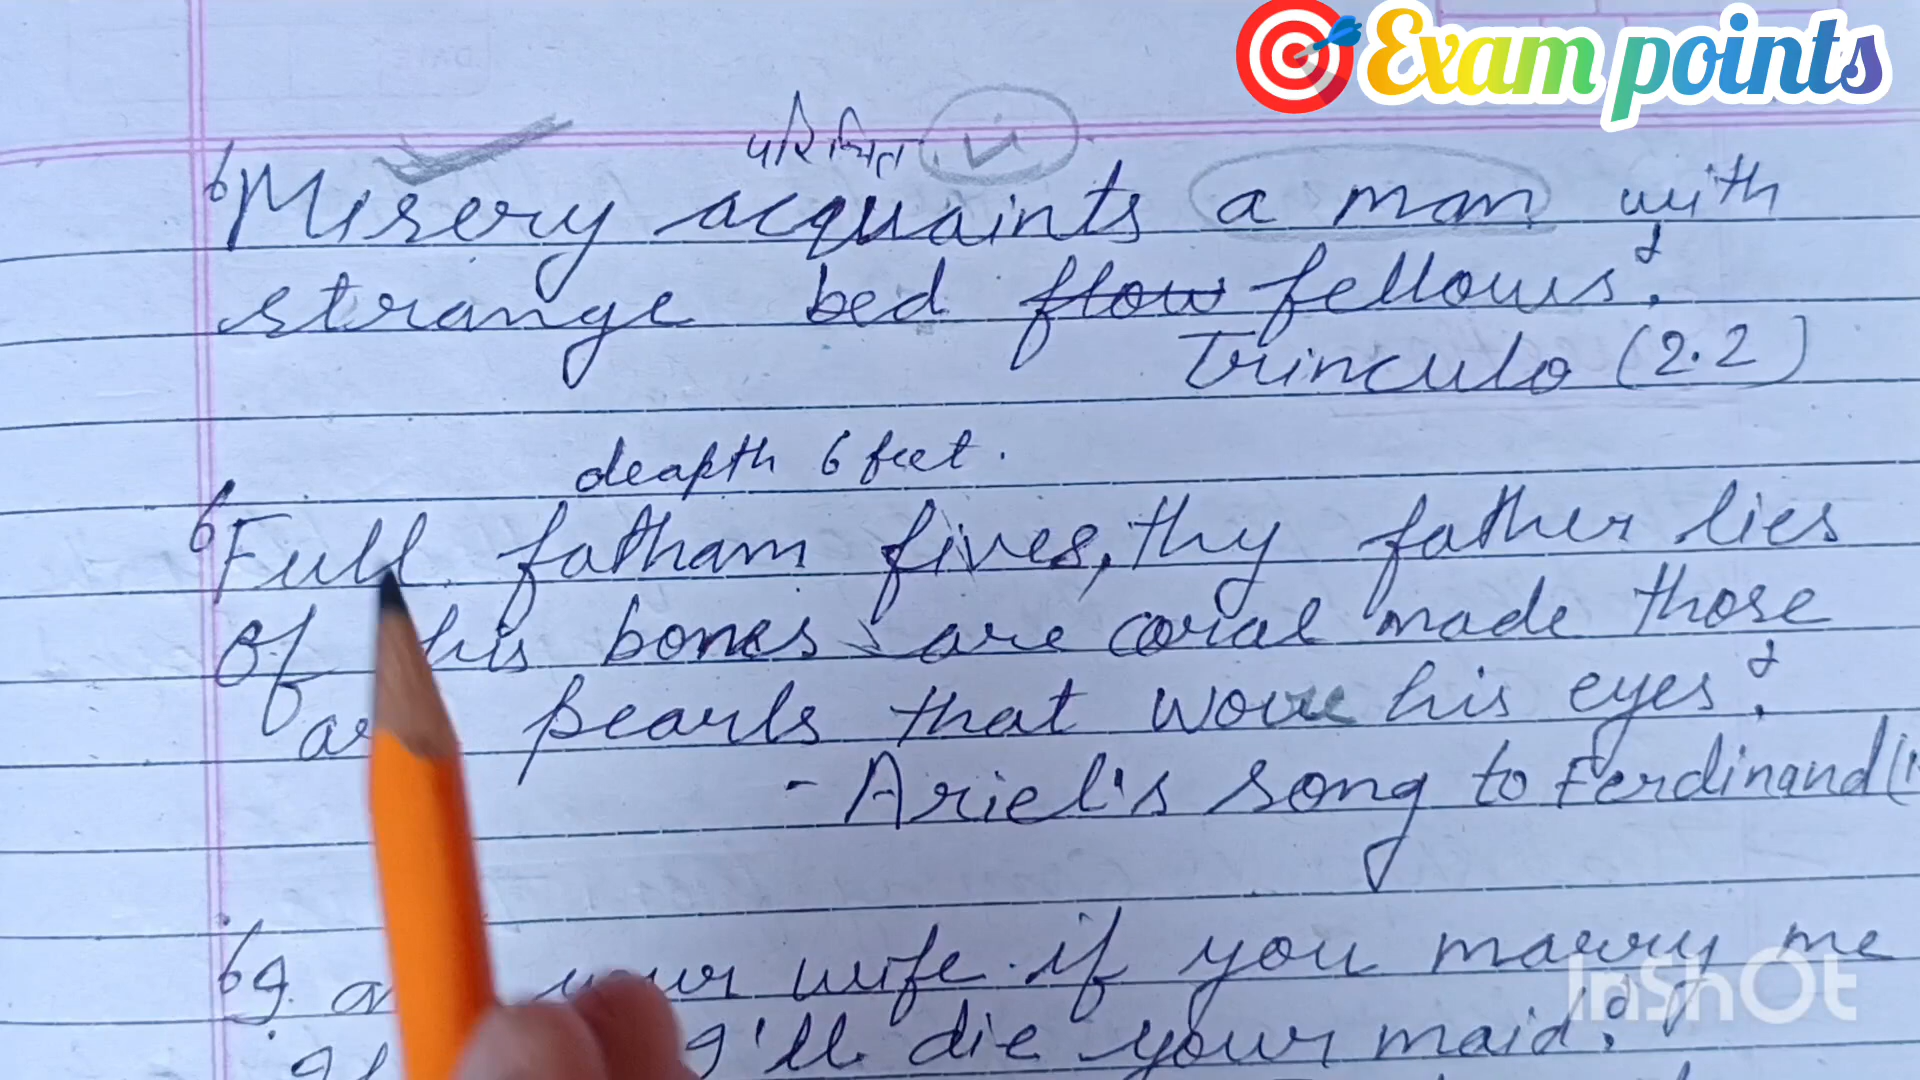 Exam points
परिचित
‘Misery acquaints a man with
strange bed flow fellows.’
Trinculo (2.2)
deapth 6 feet.
‘Full fatham fives, thy father lies
Of his bones are coral made those
pearls that were his eyes.’
- Ariel's song to Ferdinand (1
‘I your wife if you marry me
I'll die your maid.’
InShOt